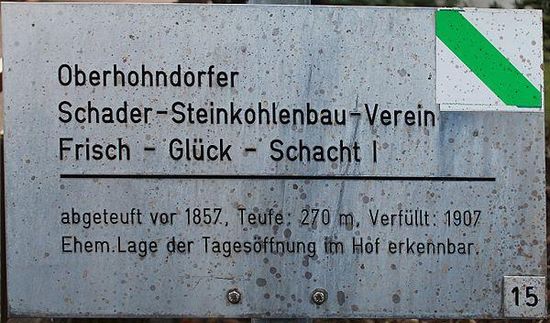 Oberhohndorfer
Schader-Steinkohlenbau-Verein
Frisch - Glück - Schacht I
abgeteuft vor 1857, Teufe: 270 m, Verfüllt: 1907
Ehem.Lage der Tagesöffnung im Hof erkennbar.
15